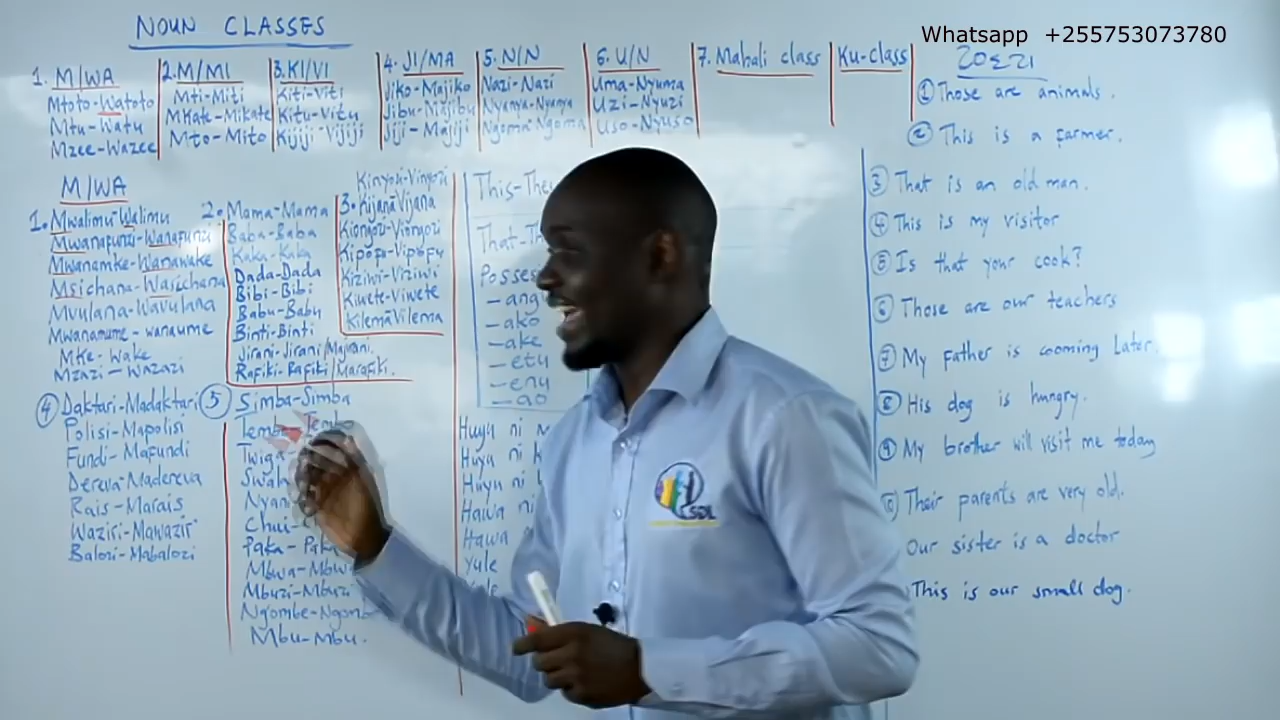 Whatsapp +255753073780
NOUN CLASSES
1. M/WA
Mtoto-Watoto
Mtu-Watu
Mzee-Wazee
2. M/MI
Mti-Miti
Mkate-Mikate
Mto-Mito
3. KI/VI
Kiti-Viti
Kitu-Vitu
Kijiji-Vijiji
4. JI/MA
Jiko-Majiko
Jibu-Majibu
Jiji-Majiji
5. N/N
Nazi-Nazi
Nyanya-Nyanya
Ngoma-Ngoma
6. U/N
Uma-Nyuma
Uzi-Nyuzi
Uso-Nyuso
7. Mahali class
Ku-class
M/WA
1. Mwalimu-Walimu
Mwanafunzi-Wanafunzi
Mwanamke-Wanawake
Msichana-Wasichana
Mvulana-Wavulana
Mwanamume-wanaume
Mke-Wake
Mzazi-Wazazi
2. Mama-Mama
Baba-Baba
Kaka-Kaka
Dada-Dada
Bibi-Bibi
Babu-Babu
Binti-Binti
Jirani-Jirani/Majirani.
Rafiki-Rafiki/Marafiki.
Kinyozi-Vinyozi
3. Kijana Vijana
Kiongozi-Viongozi
Kipofu-Vipofu
Kiziwi-Viziwi
Kiwete-Viwete
Kilema Vilema
4 Daktari-Madaktari
Polisi-Mapolisi
Fundi-Mafundi
Dereva-Madereva
Rais-Marais
Waziri-Mawaziri
Balozi-Mabalozi
5 Simba-Simba
Tembo Tembo
Twiga
Swala
Nyani
Chui-
Paka-Paka
Mbwa-Mbwa
Mbuzi-Mbuzi
Ngombe-Ngombe
Mbu-Mbu.
This-The
That-Th
Posses
-ang
-ako
-ake
-etu
-enu
-ao
Huyu ni
Huyu ni
Huyu ni
Hawa ni
Hawa
Yule
1 Those are animals.
2 This is a farmer.
3 That is an old man.
4 This is my visitor
5 Is that your cook?
6 Those are our teachers
7 My father is cooming Later.
8 His dog is hungry.
9 My brother will visit me today
Their parents are very old.
Our sister is a doctor
This is our small dog.